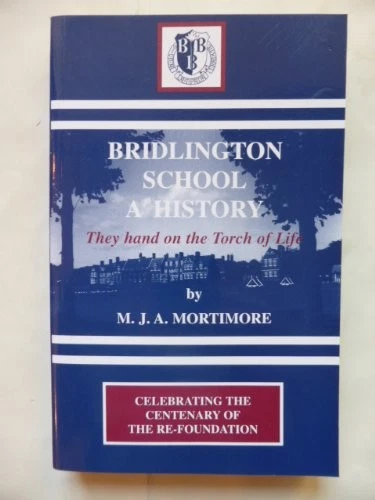 B B
B
BRIDLINGTON
SCHOOL
A HISTORY
They hand on the Torch of Life
by
M. J. A. MORTIMORE
CELEBRATING THE
CENTENARY OF
THE RE-FOUNDATION